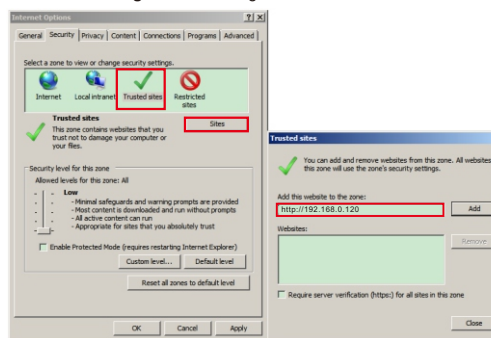 Internet Options
General Security Privacy Content Connections Programs Advanced
Select a zone to view or change security settings.
Internet Local intranet Trusted sites Restricted sites
Trusted sites
This zone contains websites that you
trust not to damage your computer or
your files.
Sites
Security level for this zone
Allowed levels for this zone: All
Low
- Minimal safeguards and warning prompts are provided
- Most content is downloaded and run without prompts
- All active content can run
- Appropriate for sites that you absolutely trust
Enable Protected Mode (requires restarting Internet Explorer)
Custom level... Default level
Reset all zones to default level
OK Cancel Apply
Trusted sites
You can add and remove websites from this zone. All websites
this zone will use the zone's security settings.
Add this website to the zone:
http://192.168.0.120 Add
Websites:
Remove
Require server verification (https:) for all sites in this zone
Close